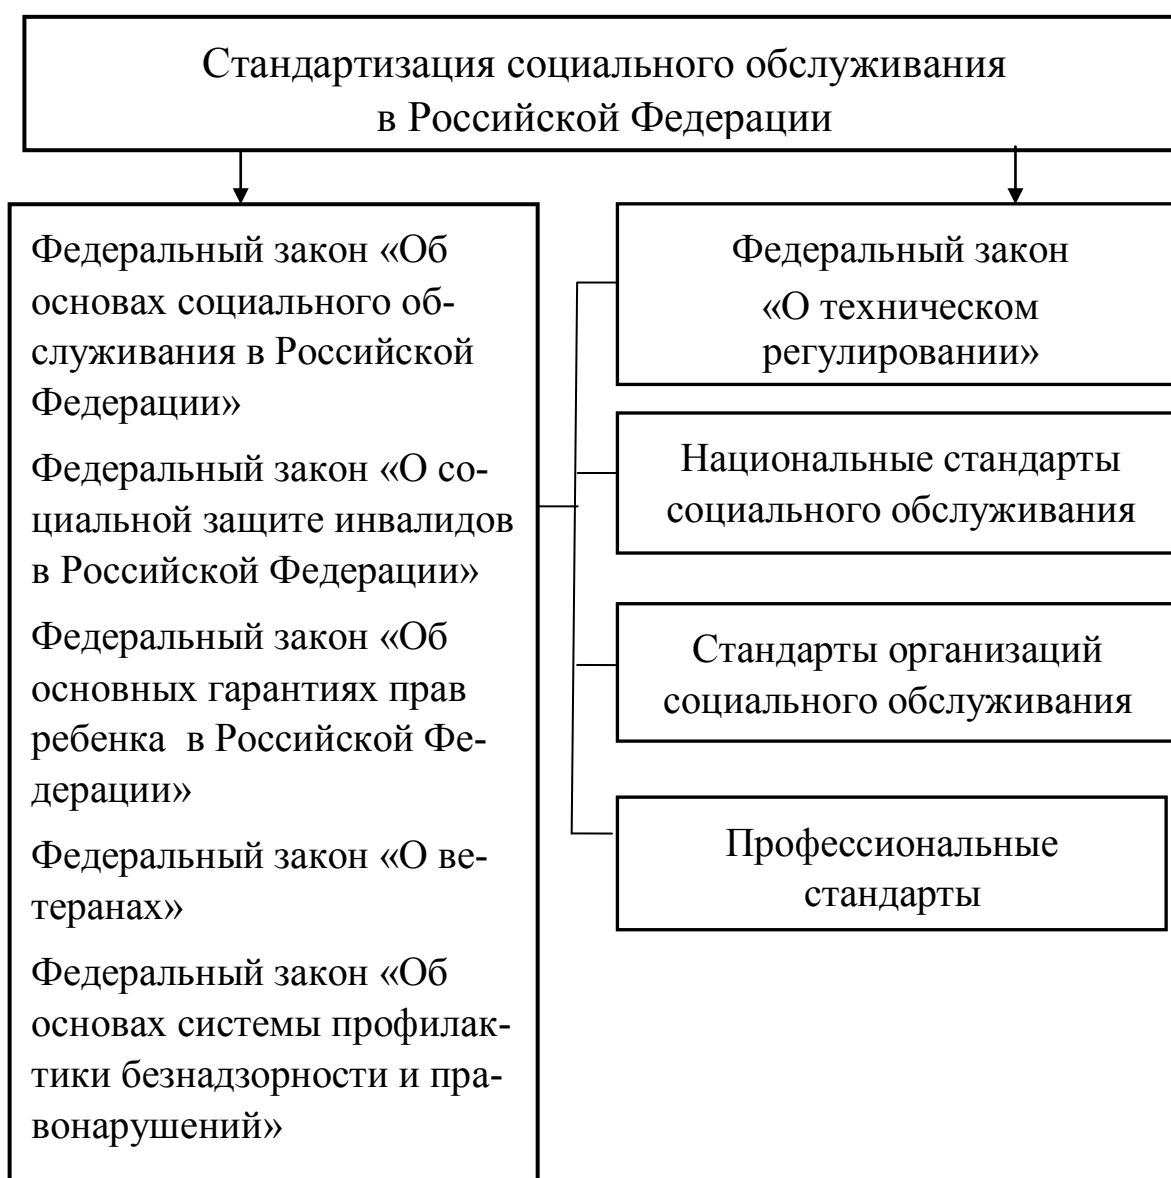 Стандартизация социального обслуживания
в Российской Федерации
Федеральный закон «Об
основах социального об-
служивания в Российской
Федерации»
Федеральный закон «О со-
циальной защите инвалидов
в Российской Федерации»
Федеральный закон «Об
основных гарантиях прав
ребенка в Российской Фе-
дерации»
Федеральный закон «О ве-
теранах»
Федеральный закон «Об
основах системы профилак-
тики безнадзорности и пра-
вонарушений»
Федеральный закон
«О техническом
регулировании»
Национальные стандарты
социального обслуживания
Стандарты организаций
социального обслуживания
Профессиональные
стандарты